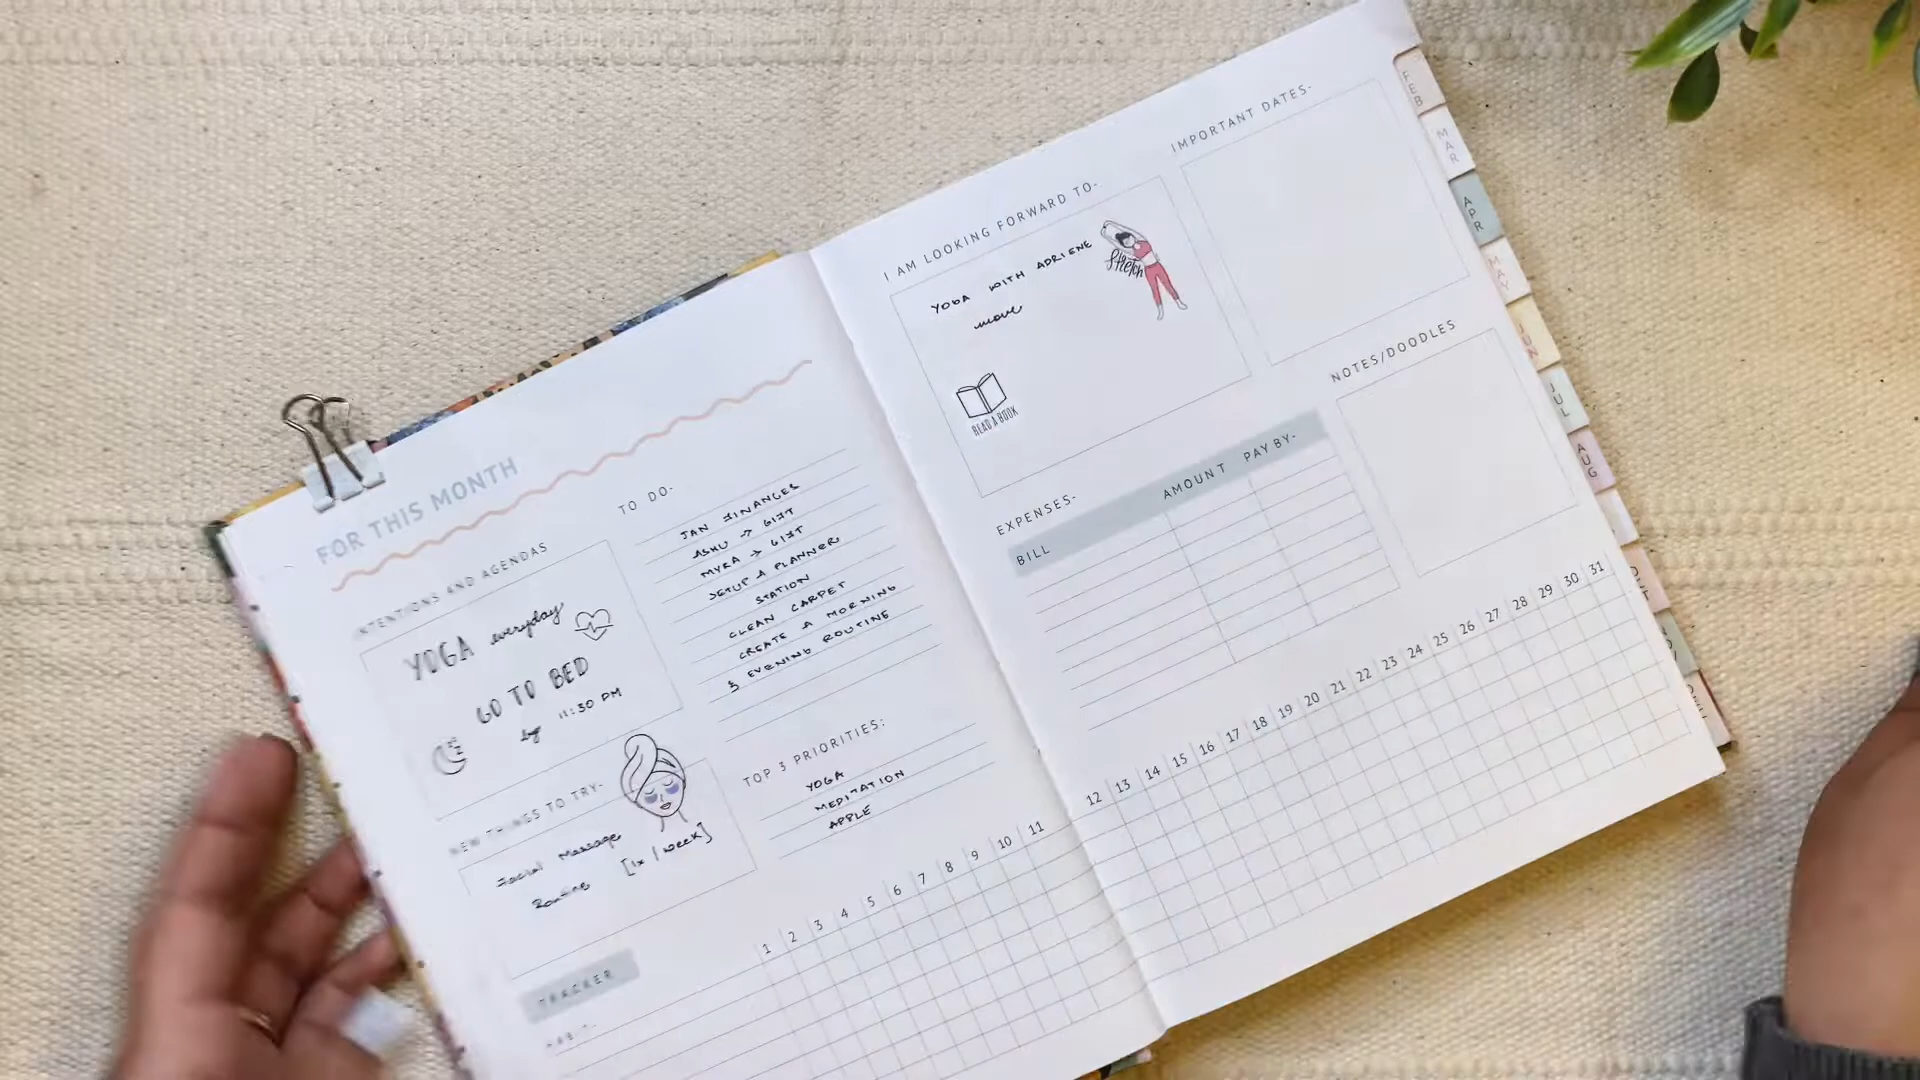 FOR THIS MONTH
INTENTIONS AND AGENDAS
YOGA everyday
GO TO BED
by 11:30 PM
NEW THINGS TO TRY-
Facial Massage
Routine [1x/week]
TO DO-
JAN FINANCES
ASHU → GIFT
MYRA → GIFT
SETUP A PLANNER
STATION
CLEAN CARPET
CREATE A MORNING
& EVENING ROUTINE
TOP 3 PRIORITIES:
YOGA
MEDITATION
APPLE
TRACKER
HABIT-
1 2 3 4 5 6 7 8 9 10 11
I AM LOOKING FORWARD TO-
YOGA WITH ADRIENE
move
Stretch
READ A BOOK
IMPORTANT DATES-
EXPENSES-
BILL AMOUNT PAY BY-
NOTES/DOODLES
12 13 14 15 16 17 18 19 20 21 22 23 24 25 26 27 28 29 30 31
FEB
MAR
APR
MAY
JUN
JUL
AUG